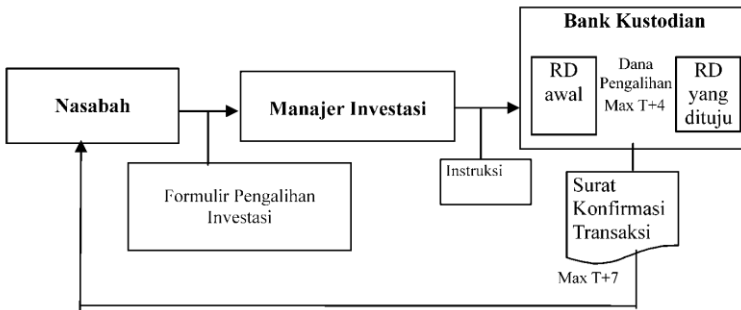 Bank Kustodian
RD
awal
Dana
Pengalihan
Max T+4
RD
yang
dituju
Nasabah
Manajer Investasi
Formulir Pengalihan
Investasi
Instruksi
Surat
Konfirmasi
Transaksi
Max T+7